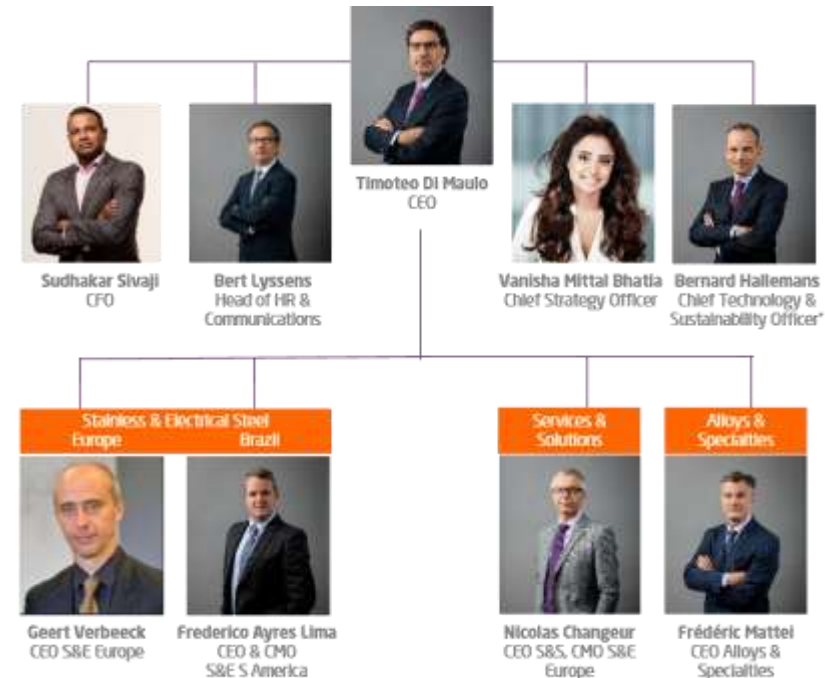 Timoteo Di Maulo
CEO
Sudhakar Sivaji
CFO
Bert Lyssens
Head of HR &
Communications
Vanisha Mittal Bhatia
Chief Strategy Officer
Bernard Hallemans
Chief Technology &
Sustainability Officer*
Stainless & Electrical Steel
Europe Brazil
Services &
Solutions
Alloys &
Specialties
Geert Verbeeck
CEO S&E Europe
Frederico Ayres Lima
CEO & CMO
S&E S America
Nicolas Changeur
CEO S&S, CMO S&E
Europe
Frédéric Mattei
CEO Alloys &
Specialties